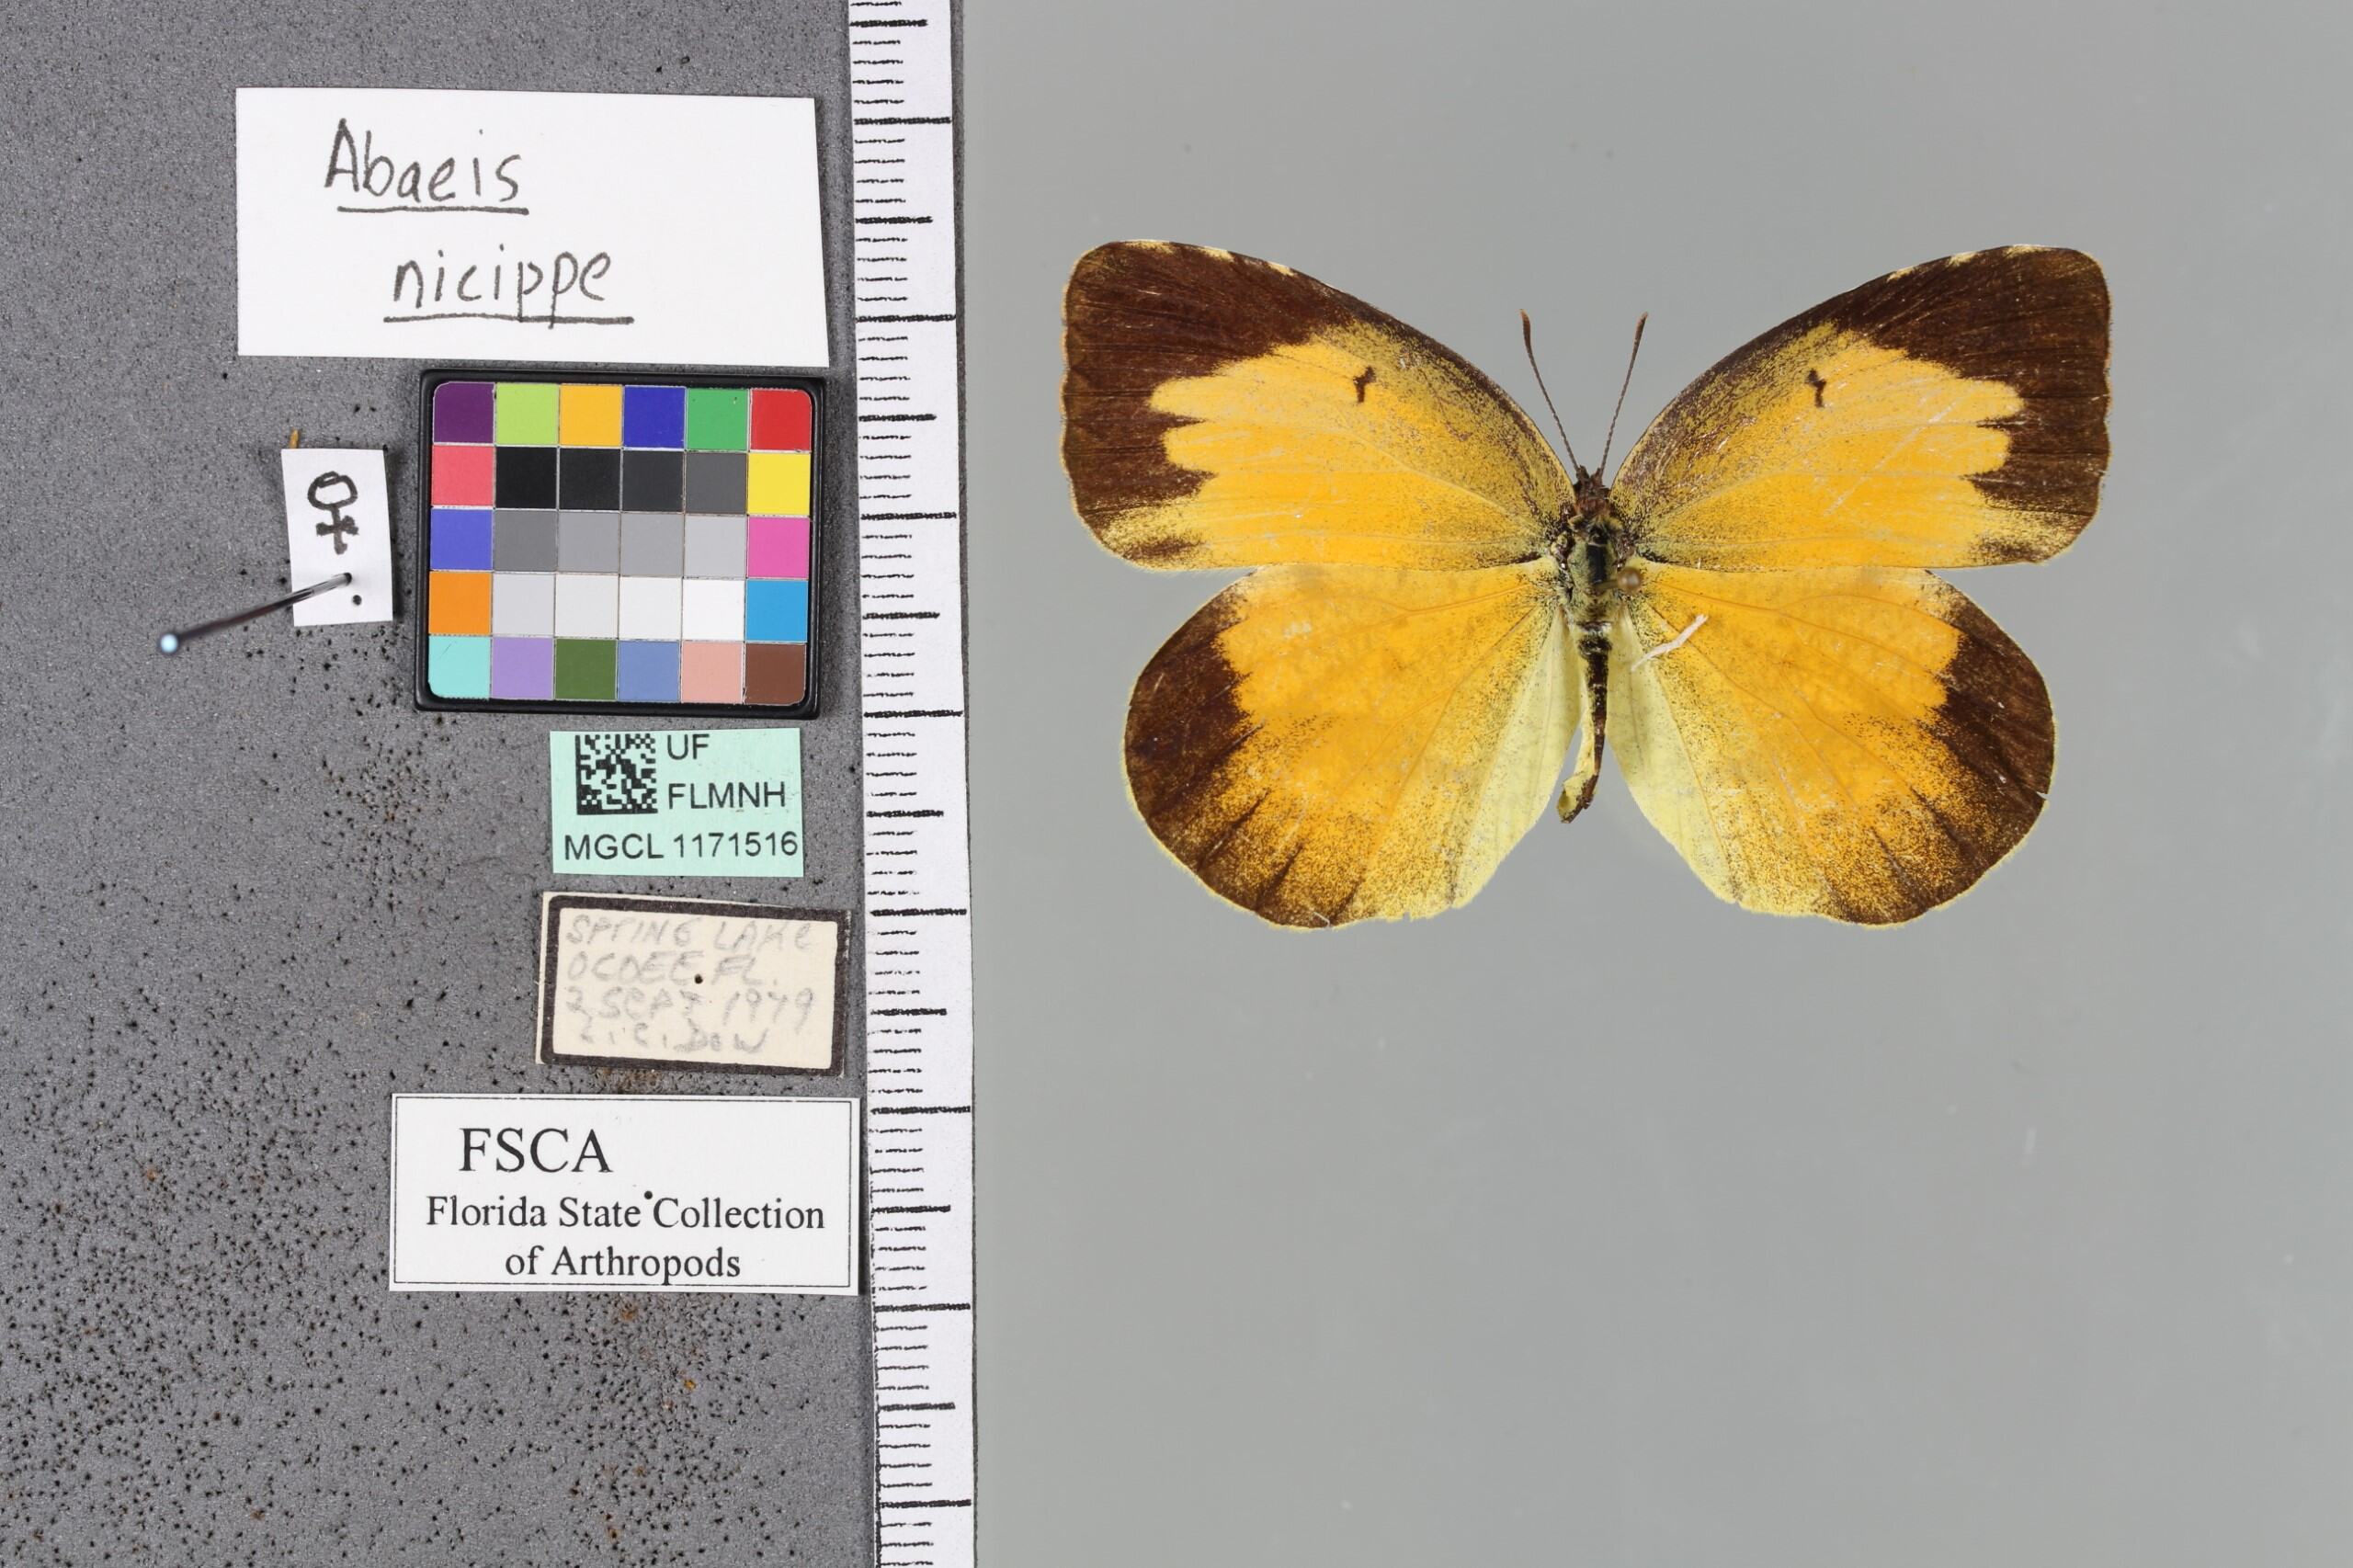 Abaeis
nicippe
♀
UF
FLMNH
MGCL 1171516
SPRING LAKE
OCOEE FL.
2 SEPT 1979
L.C. Dow
FSCA
Florida State Collection
of Arthropods